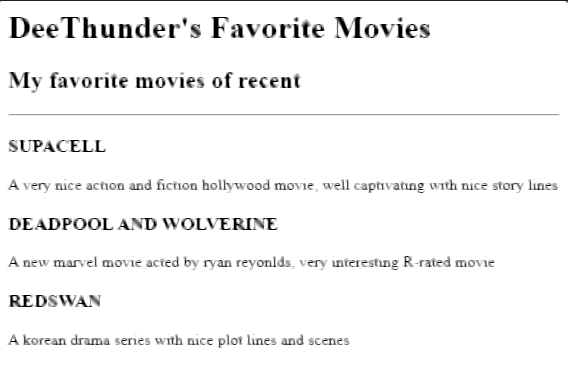 DeeThunder's Favorite Movies
My favorite movies of recent
SUPACELL
A very nice action and fiction hollywood movie, well captivating with nice story lines
DEADPOOL AND WOLVERINE
A new marvel movie acted by ryan reyonlds, very interesting R-rated movie
REDSWAN
A korean drama series with nice plot lines and scenes